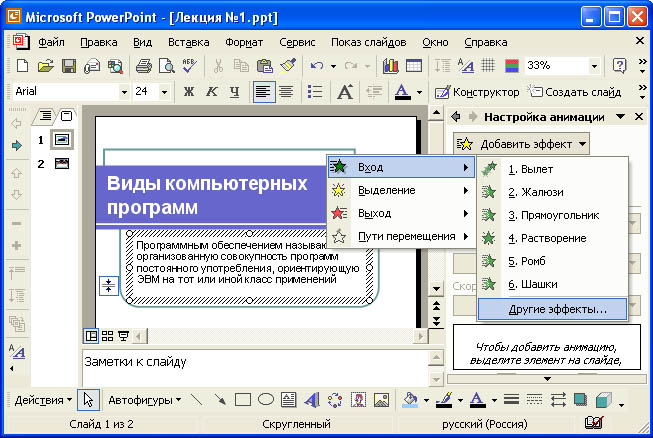 Microsoft PowerPoint - [Лекция №1.ppt]
Файл Правка Вид Вставка Формат Сервис Показ слайдов Окно Справка
33%
Arial 24 Ж К Ч А Конструктор Создать слайд
Настройка анимации
Добавить эффект
1
2
Виды компьютерных
программ
Программным обеспечением называю
организованную совокупность программ
постоянного употребления, ориентирующую
ЭВМ на тот или иной класс применений
Вход
Выделение
Выход
Пути перемещения
1. Вылет
2. Жалюзи
3. Прямоугольник
4. Растворение
5. Ромб
6. Шашки
Другие эффекты...
Скор
Чтобы добавить анимацию,
выделите элемент на слайде,
Заметки к слайду
Действия Автофигуры
Слайд 1 из 2 Скругленный русский (Россия)